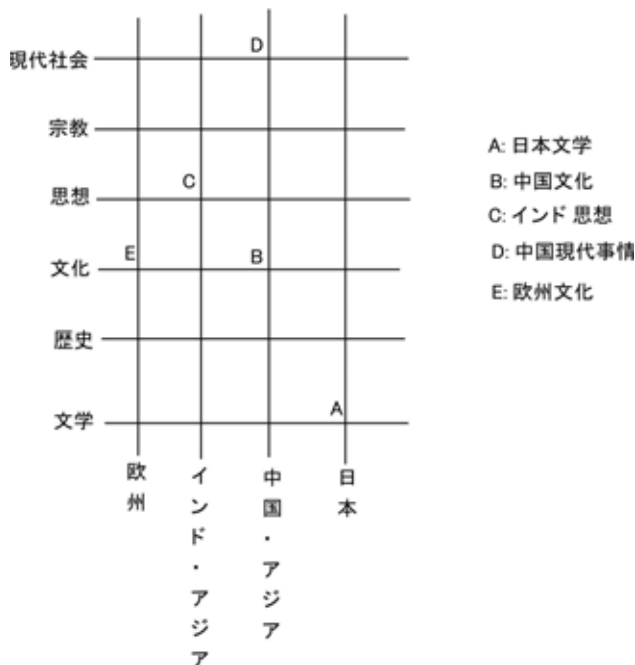 D
現代社会
宗教
A: 日本文学
C
B: 中国文化
思想
C: インド 思想
E
B
D: 中国現代事情
文化
E: 欧州文化
歴史
A
文学
欧州
インド・アジア
中国・アジア
日本